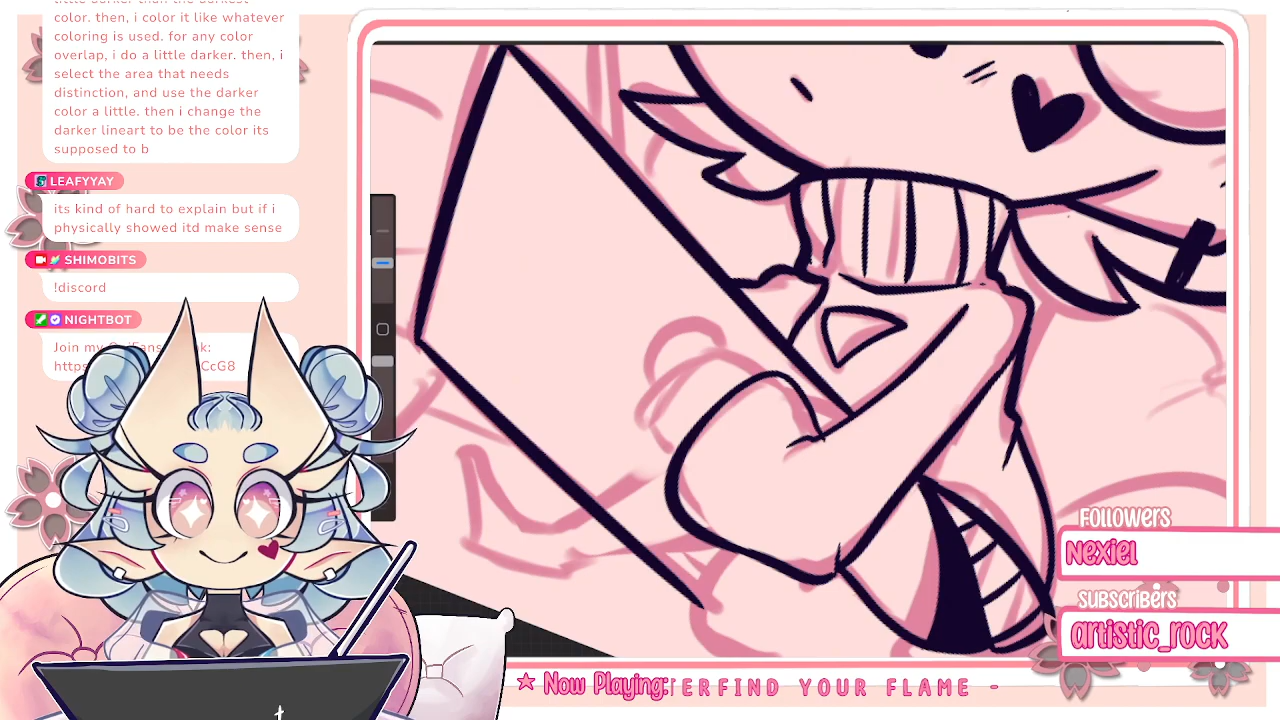 little darker than the darkest
color. then, i color it like whatever
coloring is used. for any color
overlap, i do a little darker. then, i
select the area that needs
distinction, and use the darker
color a little. then i change the
darker lineart to be the color its
supposed to b
LEAFYYAY
its kind of hard to explain but if i
physically showed itd make sense
SHIMOBITS
!discord
NIGHTBOT
Join my
https
CcG8
Followers
Nexiel
Subscribers
artistic_rock
★ Now Playing: TERFIND YOUR FLAME -